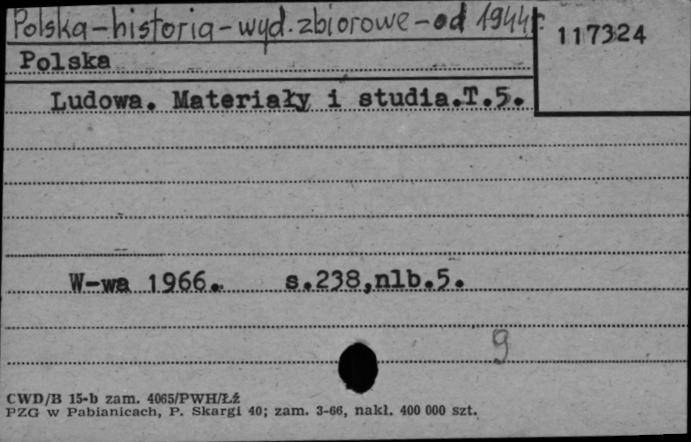 Polska-historia-wyd.zbiorowe-od 1944r.
117324
Polska
Ludowa. Materiały i studia.T.5.
W-wa 1966. s.238,nlb.5.
9
CWD/B 15-b zam. 4065/PWH/Łź
PZG w Pabianicach, P. Skargi 40; zam. 3-66, nakł. 400 000 szt.